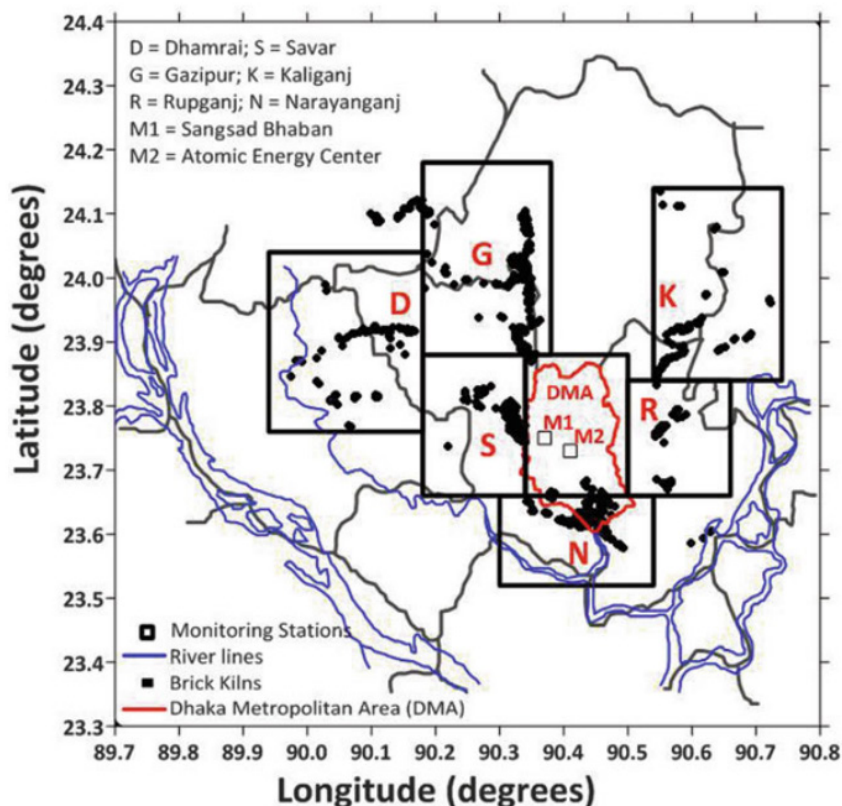 24.4
D = Dhamrai; S = Savar
G = Gazipur; K = Kaliganj
R = Rupganj; N = Narayanganj
M1 = Sangsad Bhaban
M2 = Atomic Energy Center
24.3
24.2
24.1
24.0
23.9
23.8
23.7
23.6
23.5
23.4
23.3
Latitude (degrees)
G
D
K
DMA
R
M1
M2
S
N
Monitoring Stations
River lines
Brick Kilns
Dhaka Metropolitan Area (DMA)
89.7 89.8 89.9 90.0 90.1 90.2 90.3 90.4 90.5 90.6 90.7 90.8
Longitude (degrees)